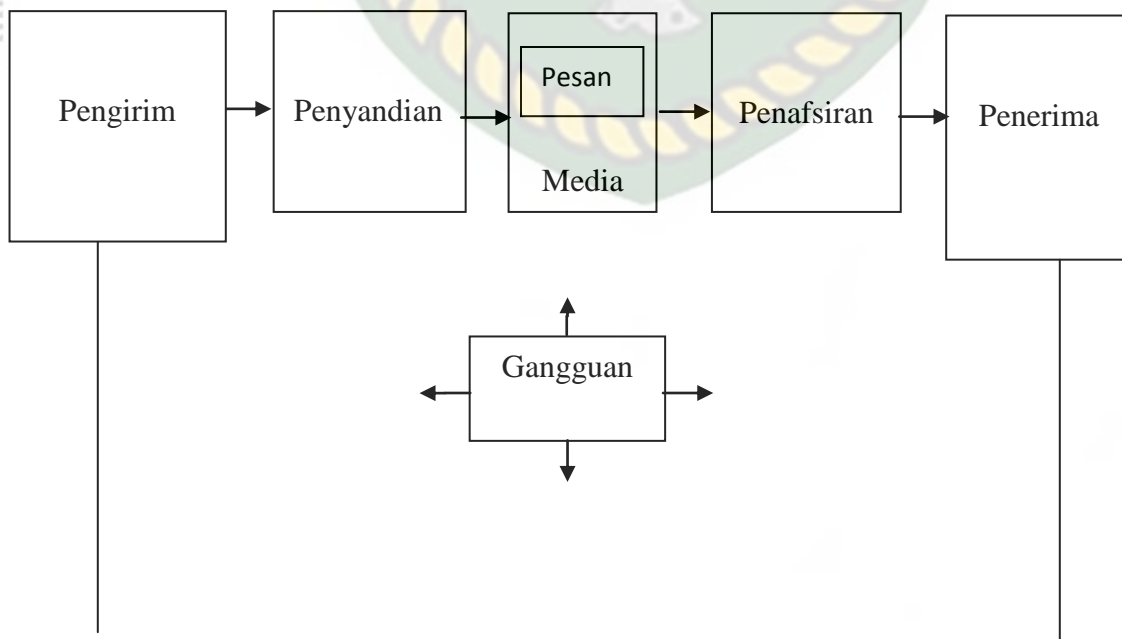 Pengirim
Penyandian
Pesan
Media
Penafsiran
Penerima
Gangguan